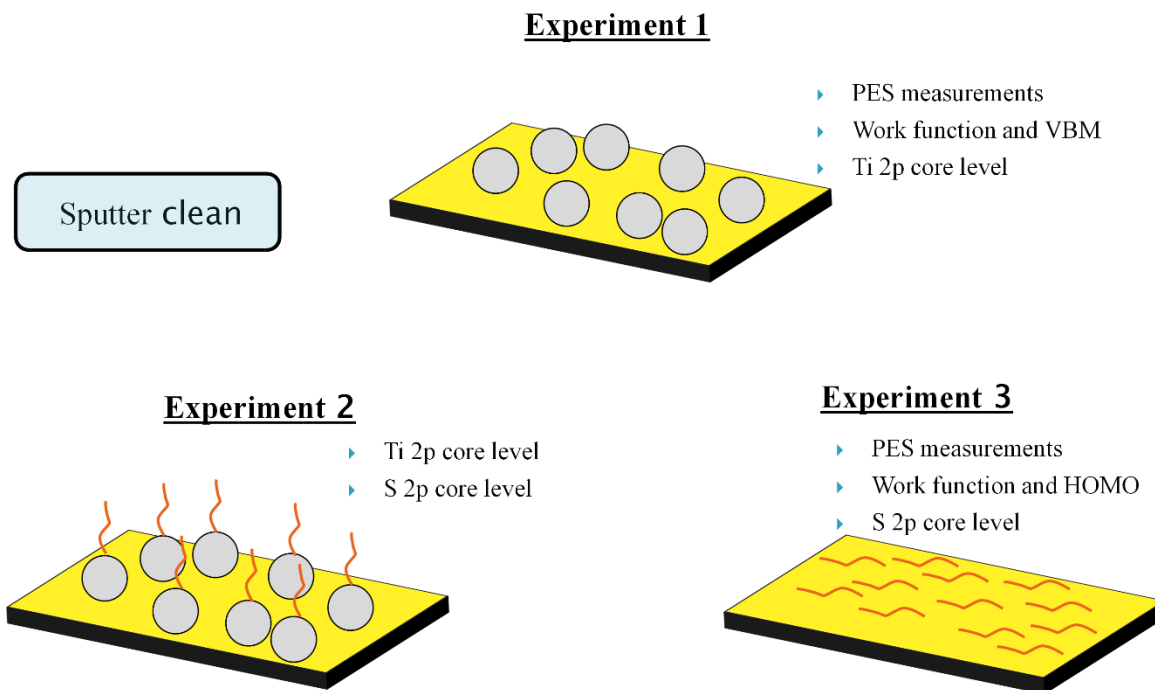 Experiment 1
PES measurements
Work function and VBM
Ti 2p core level
Sputter clean
Experiment 2
Ti 2p core level
S 2p core level
Experiment 3
PES measurements
Work function and HOMO
S 2p core level